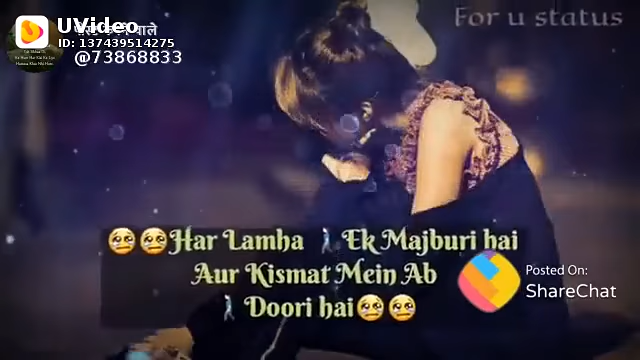 For u status
UVideo
ID: 137439514275
@73868833
😢😢Har Lamha 🚶Ek Majburi hai
Aur Kismat Mein Ab
🚶Doori hai😢😢
Posted On:
ShareChat